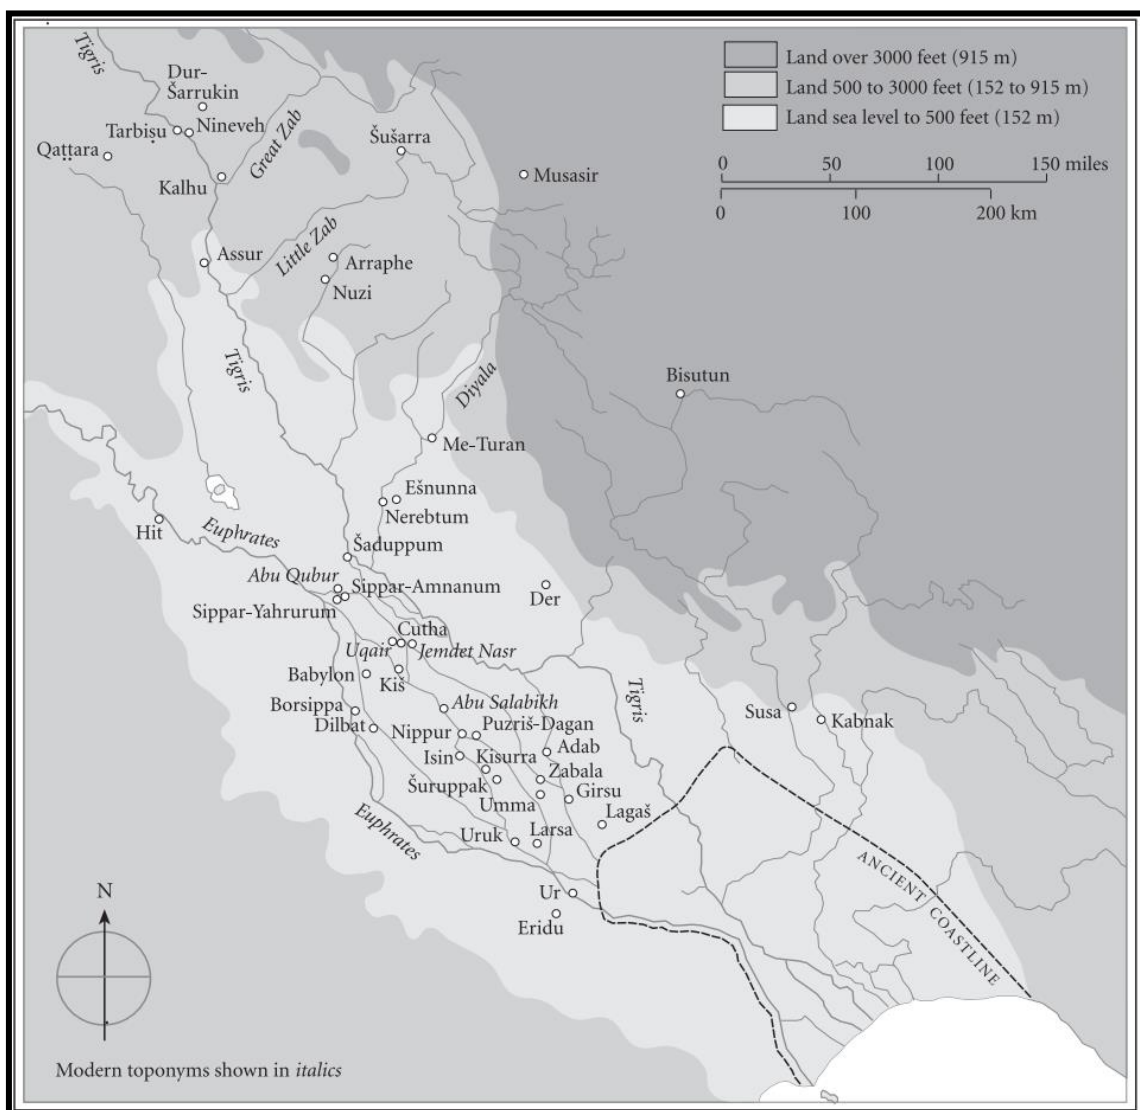 Tigris
Dur-
Šarrukin
Tarbiṣu
Nineveh
Qaṭṭara
Kalhu
Great Zab
Šušarra
Musasir
Land over 3000 feet (915 m)
Land 500 to 3000 feet (152 to 915 m)
Land sea level to 500 feet (152 m)
0 50 100 150 miles
0 100 200 km
Assur
Little Zab
Arraphe
Nuzi
Tigris
Diyala
Bisutun
Me-Turan
Ešnunna
Nerebtum
Hit
Euphrates
Šaduppum
Abu Qubur
Sippar-Amnanum
Sippar-Yahrurum
Der
Cutha
Uqair
Jemdet Nasr
Babylon
Kiš
Borsippa
Dilbat
Abu Salabikh
Nippur
Puzriš-Dagan
Tigris
Susa
Kabnak
Isin
Kisurra
Adab
Zabala
Šuruppak
Girsu
Umma
Lagaš
Euphrates
Uruk
Larsa
ANCIENT COASTLINE
Ur
Eridu
N
Modern toponyms shown in italics